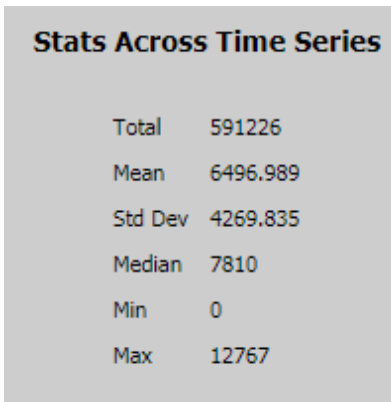 Stats Across Time Series
Total 591226
Mean 6496.989
Std Dev 4269.835
Median 7810
Min 0
Max 12767